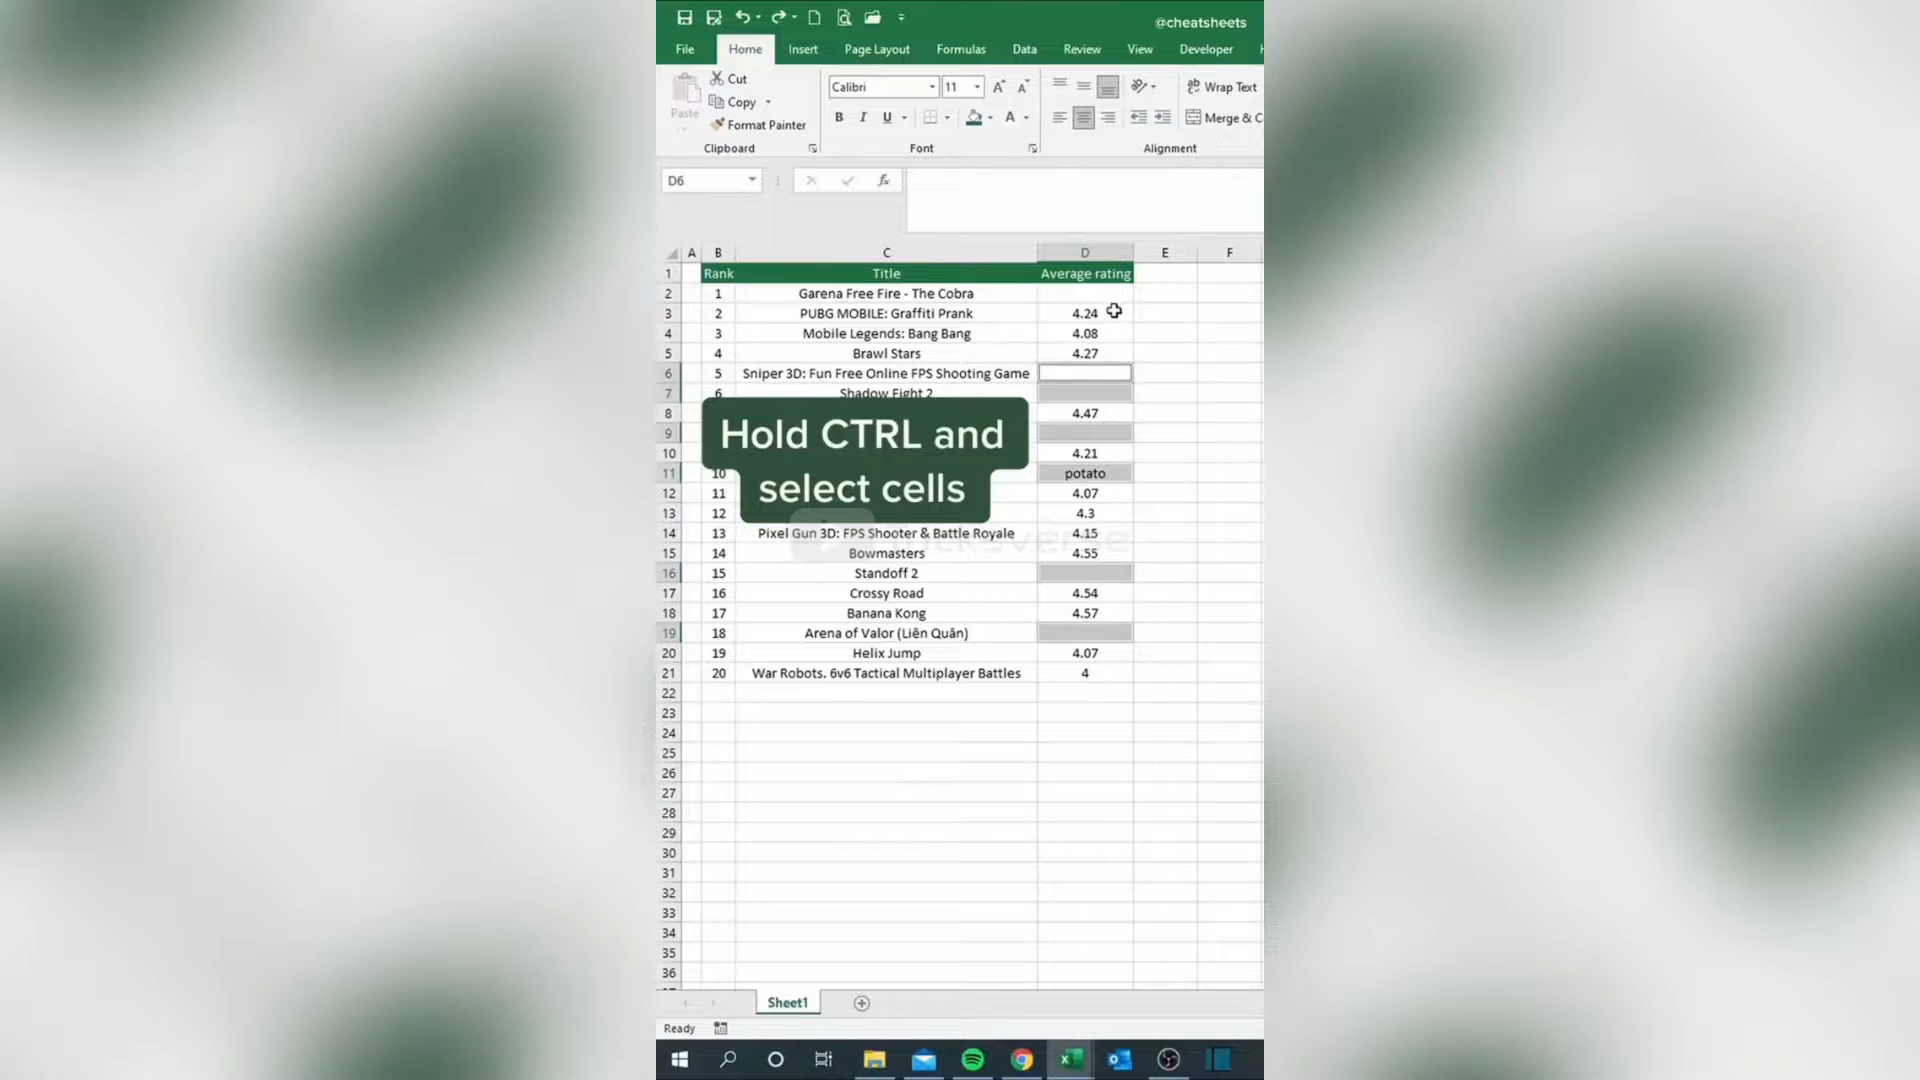 @cheatsheets
File Home Insert Page Layout Formulas Data Review View Developer
Cut
Copy
Paste
Format Painter
Clipboard
Calibri 11
B I U A
Font
ab Wrap Text
Merge & C
Alignment
D6 fx
A B C D E F
1 Rank Title Average rating
2 1 Garena Free Fire - The Cobra
3 2 PUBG MOBILE: Graffiti Prank 4.24
4 3 Mobile Legends: Bang Bang 4.08
5 4 Brawl Stars 4.27
6 5 Sniper 3D: Fun Free Online FPS Shooting Game
7 6 Shadow Fight 2
8 4.47
9
10 4.21
11 10 potato
12 11 4.07
13 12 4.3
14 13 Pixel Gun 3D: FPS Shooter & Battle Royale 4.15
15 14 Bowmasters 4.55
16 15 Standoff 2
17 16 Crossy Road 4.54
18 17 Banana Kong 4.57
19 18 Arena of Valor (Liên Quân)
20 19 Helix Jump 4.07
21 20 War Robots. 6v6 Tactical Multiplayer Battles 4
22
23
24
25
26
27
28
29
30
31
32
33
34
35
36
Hold CTRL and
select cells
Sheet1
Ready